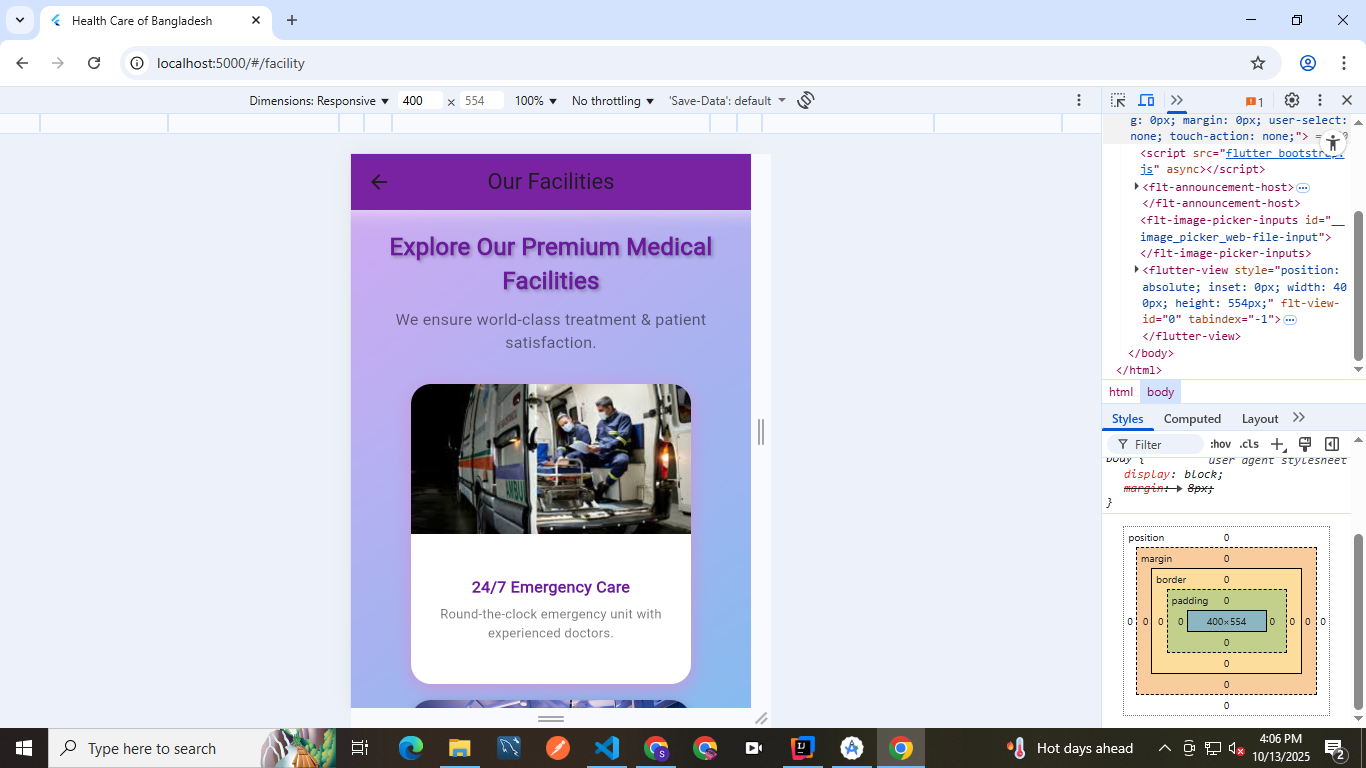 Health Care of Bangladesh
localhost:5000/#/facility
Dimensions: Responsive 400 × 554 100% No throttling 'Save-Data': default
1
g: 0px; margin: 0px; user-select:
none; touch-action: none;"> ==
<script src="flutter_bootstrap.
js" async></script>
<flt-announcement-host>
</flt-announcement-host>
<flt-image-picker-inputs id="__
image_picker_web-file-input">
</flt-image-picker-inputs>
<flutter-view style="position:
absolute; inset: 0px; width: 40
0px; height: 554px;" flt-view-
id="0" tabindex="-1">
</flutter-view>
</body>
</html>
html body
Styles Computed Layout
Filter :hov .cls
body { user agent stylesheet
display: block;
margin: 8px;
}
position 0
margin 0
border 0
padding 0
0 0 0 0 400×554 0 0 0 0
0
0
0
0
Our Facilities
Explore Our Premium Medical
Facilities
We ensure world-class treatment & patient
satisfaction.
AMBU
24/7 Emergency Care
Round-the-clock emergency unit with
experienced doctors.
Type here to search
S
Hot days ahead
4:06 PM
10/13/2025
2